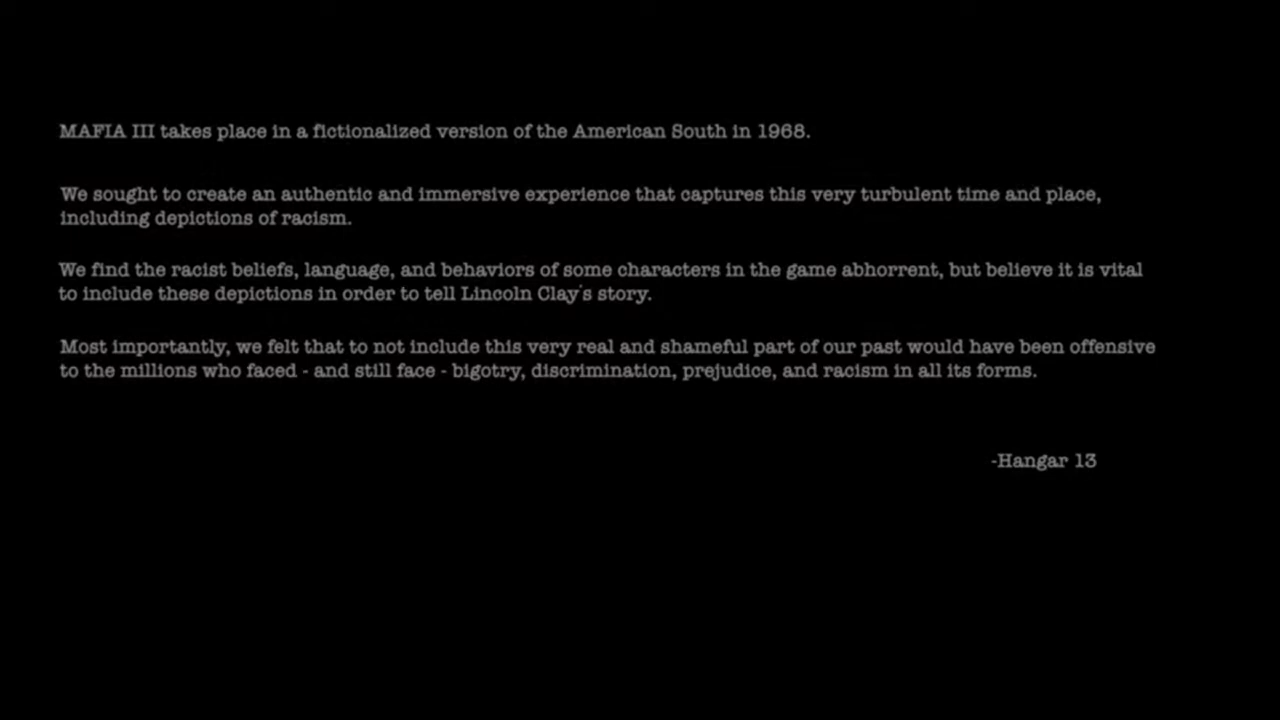 MAFIA III takes place in a fictionalized version of the American South in 1968.
We sought to create an authentic and immersive experience that captures this very turbulent time and place,
including depictions of racism.
We find the racist beliefs, language, and behaviors of some characters in the game abhorrent, but believe it is vital
to include these depictions in order to tell Lincoln Clay's story.
Most importantly, we felt that to not include this very real and shameful part of our past would have been offensive
to the millions who faced - and still face - bigotry, discrimination, prejudice, and racism in all its forms.
-Hangar 13